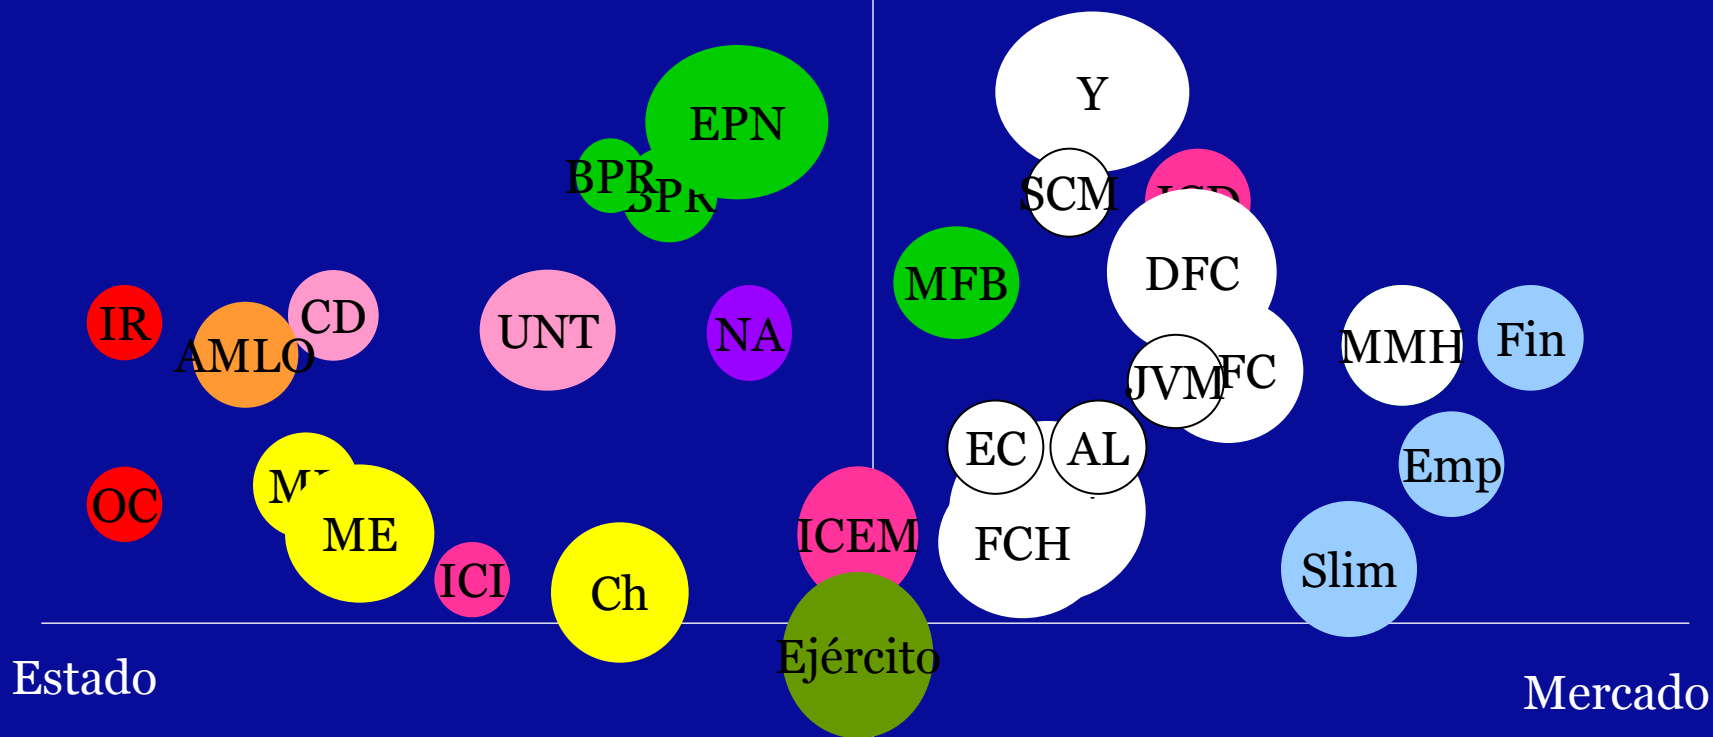 Y
EPN
BPR
BPR
SCM
DFC
MFB
IR
CD
AMLO
UNT
NA
MMH
Fin
JVM
FC
EC
AL
Emp
OC
ME
ICEM
FCH
ICI
Ch
Slim
Ejército
Estado
Mercado